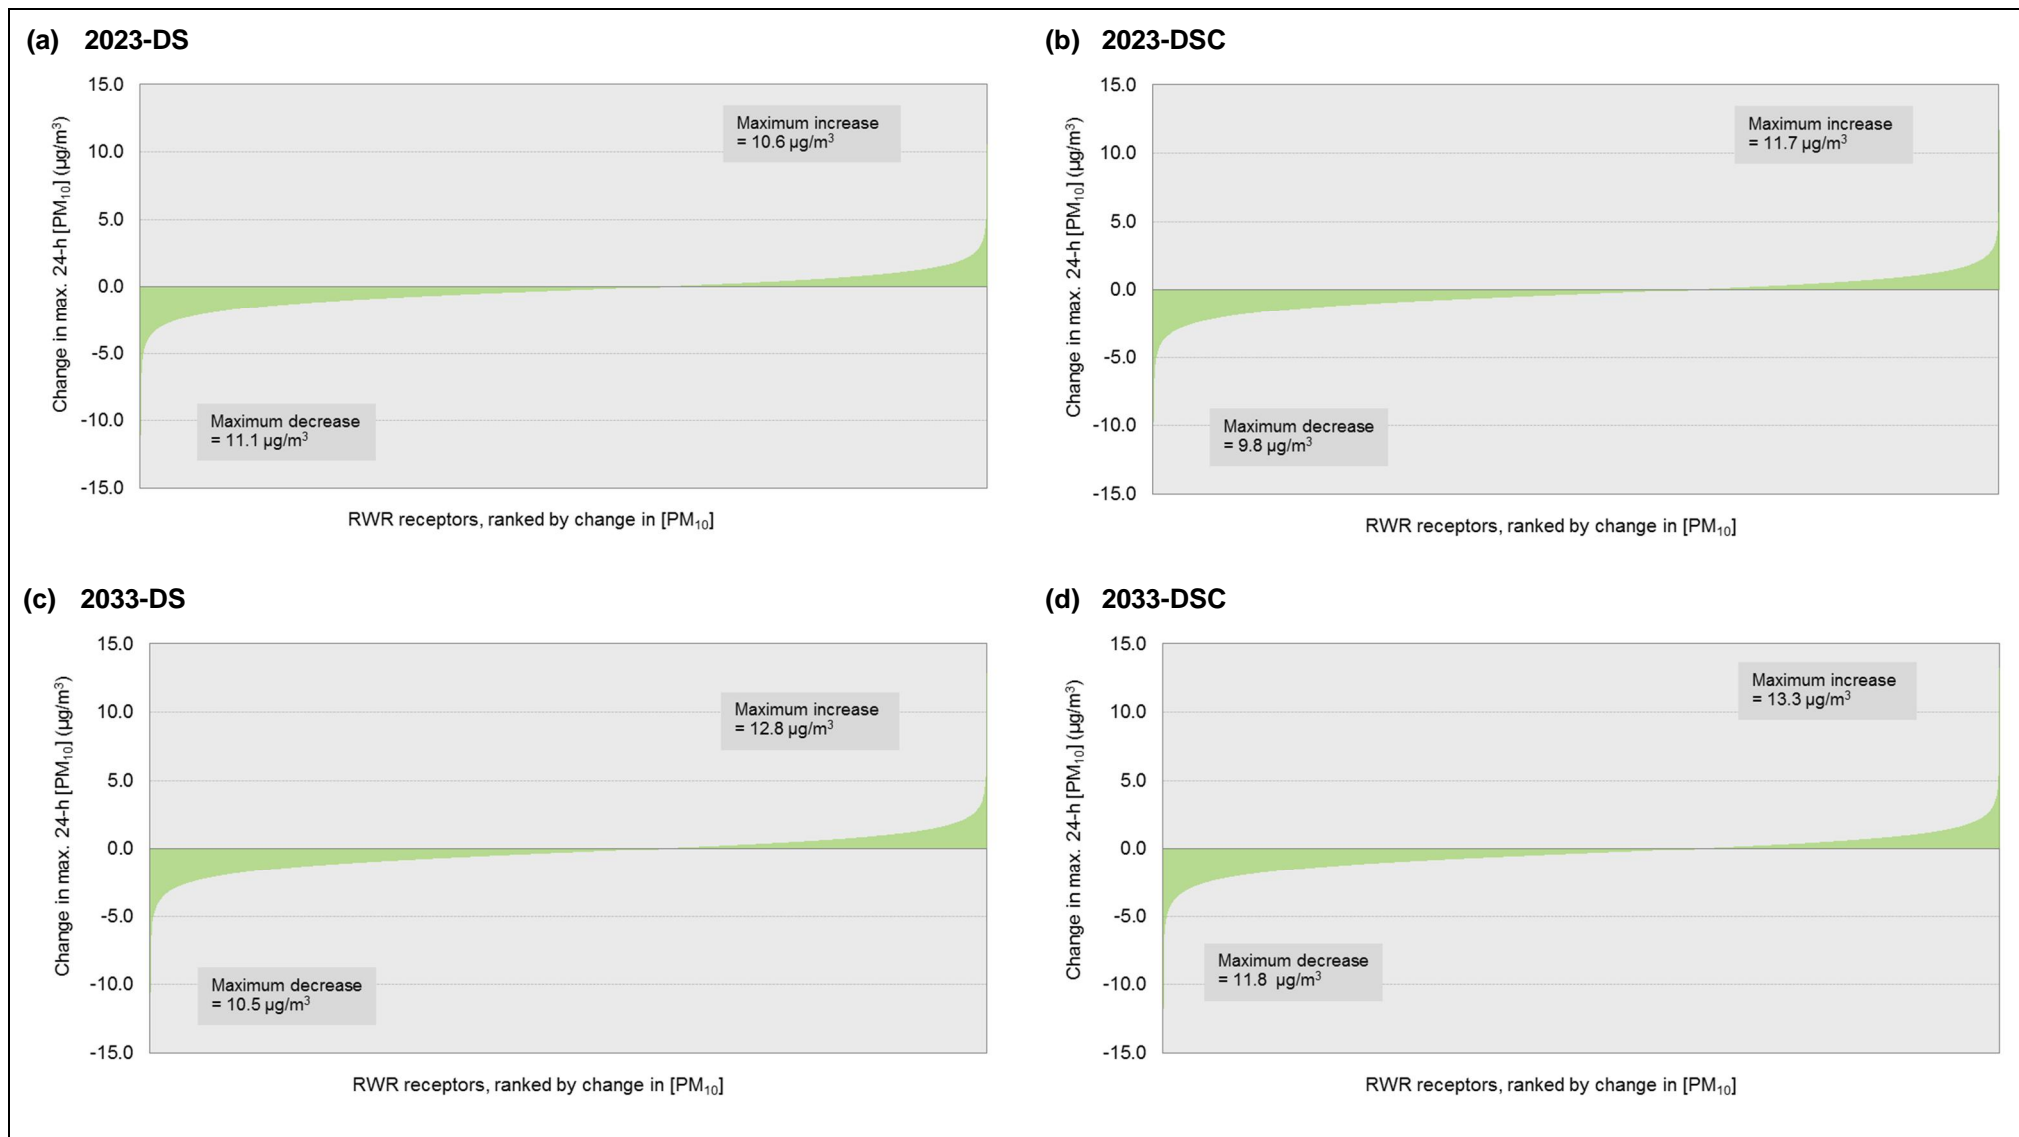 (a) 2023-DS
15.0
10.0
5.0
0.0
-5.0
-10.0
-15.0
Change in max. 24-h [PM₁₀] (µg/m³)
Maximum increase
= 10.6 µg/m³
Maximum decrease
= 11.1 µg/m³
RWR receptors, ranked by change in [PM₁₀]
(b) 2023-DSC
15.0
10.0
5.0
0.0
-5.0
-10.0
-15.0
Change in max. 24-h [PM₁₀] (µg/m³)
Maximum increase
= 11.7 µg/m³
Maximum decrease
= 9.8 µg/m³
RWR receptors, ranked by change in [PM₁₀]
(c) 2033-DS
15.0
10.0
5.0
0.0
-5.0
-10.0
-15.0
Change in max. 24-h [PM₁₀] (µg/m³)
Maximum increase
= 12.8 µg/m³
Maximum decrease
= 10.5 µg/m³
RWR receptors, ranked by change in [PM₁₀]
(d) 2033-DSC
15.0
10.0
5.0
0.0
-5.0
-10.0
-15.0
Change in max. 24-h [PM₁₀] (µg/m³)
Maximum increase
= 13.3 µg/m³
Maximum decrease
= 11.8 µg/m³
RWR receptors, ranked by change in [PM₁₀]